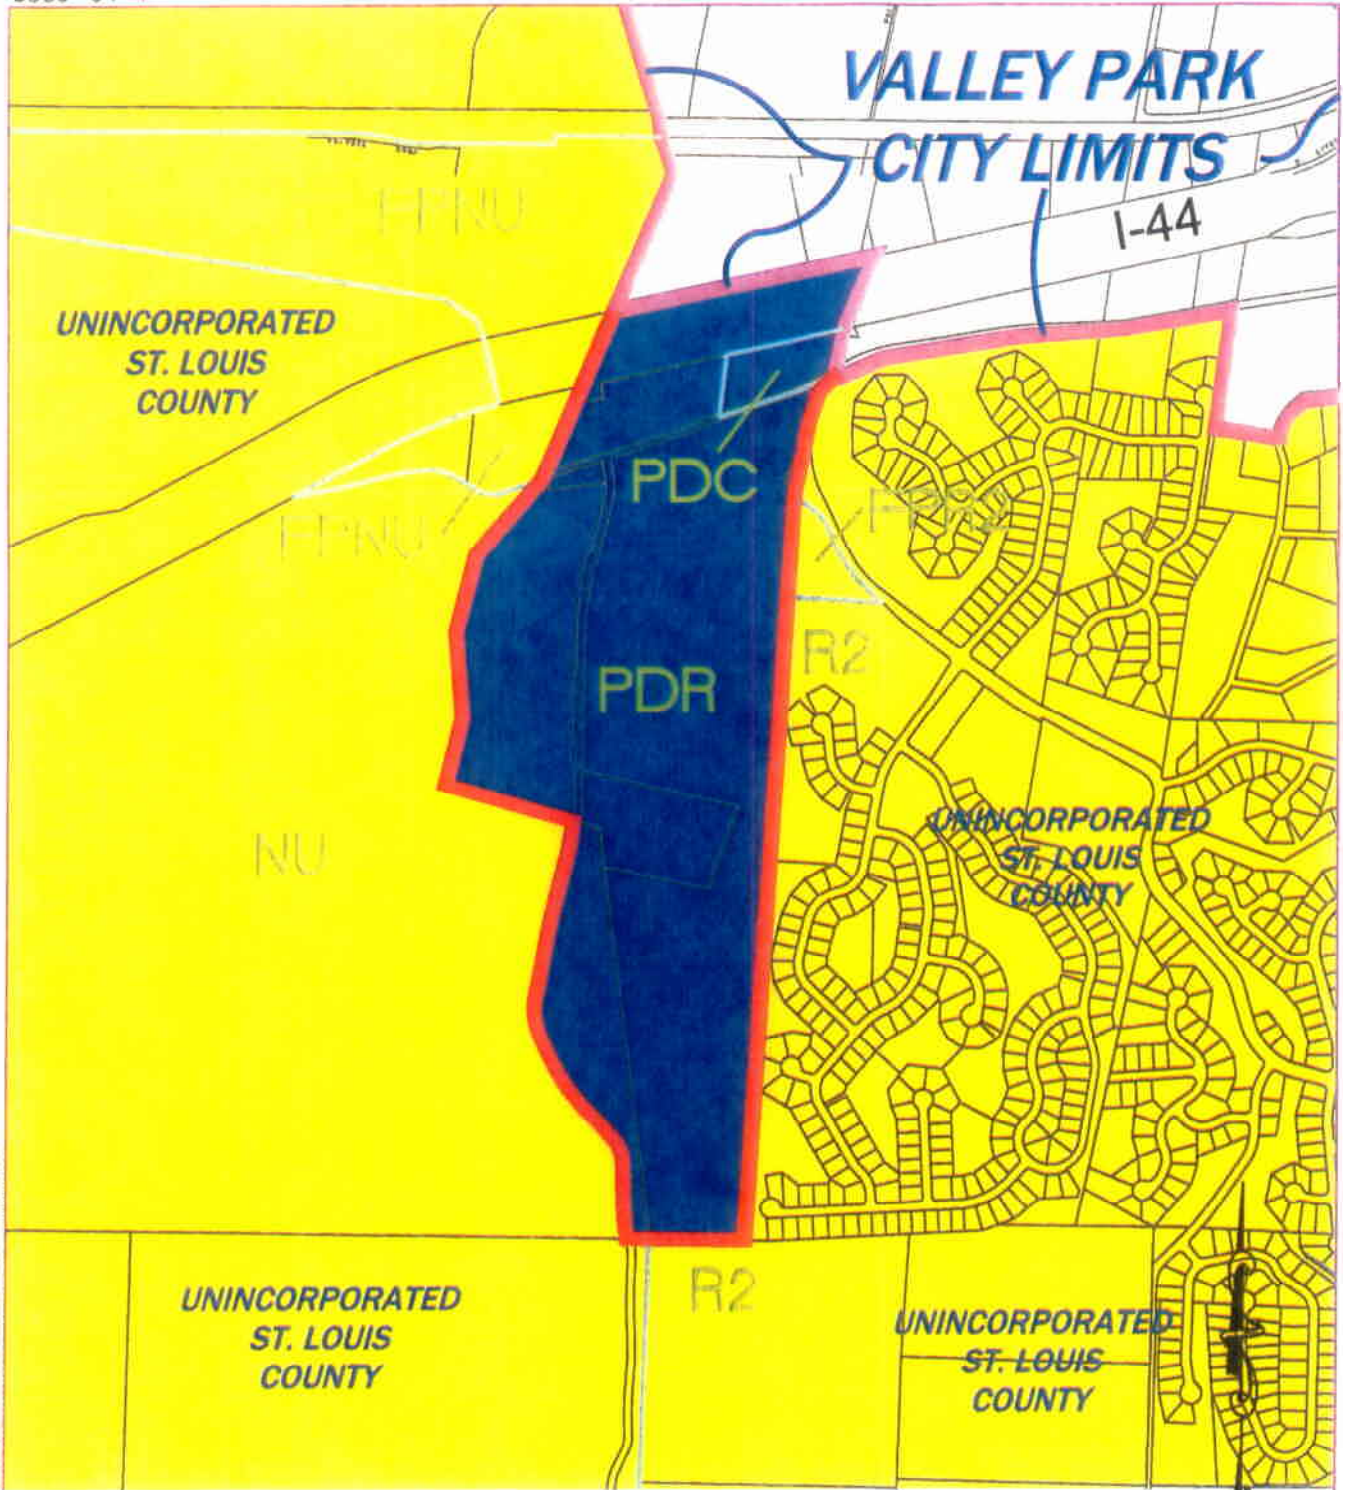 VALLEY PARK
CITY LIMITS
I-44
FPNU
UNINCORPORATED
ST. LOUIS
COUNTY
PDC
FPNU
FPR2
R2
PDR
UNINCORPORATED
ST. LOUIS
COUNTY
NU
R2
UNINCORPORATED
ST. LOUIS
COUNTY
UNINCORPORATED
ST. LOUIS
COUNTY